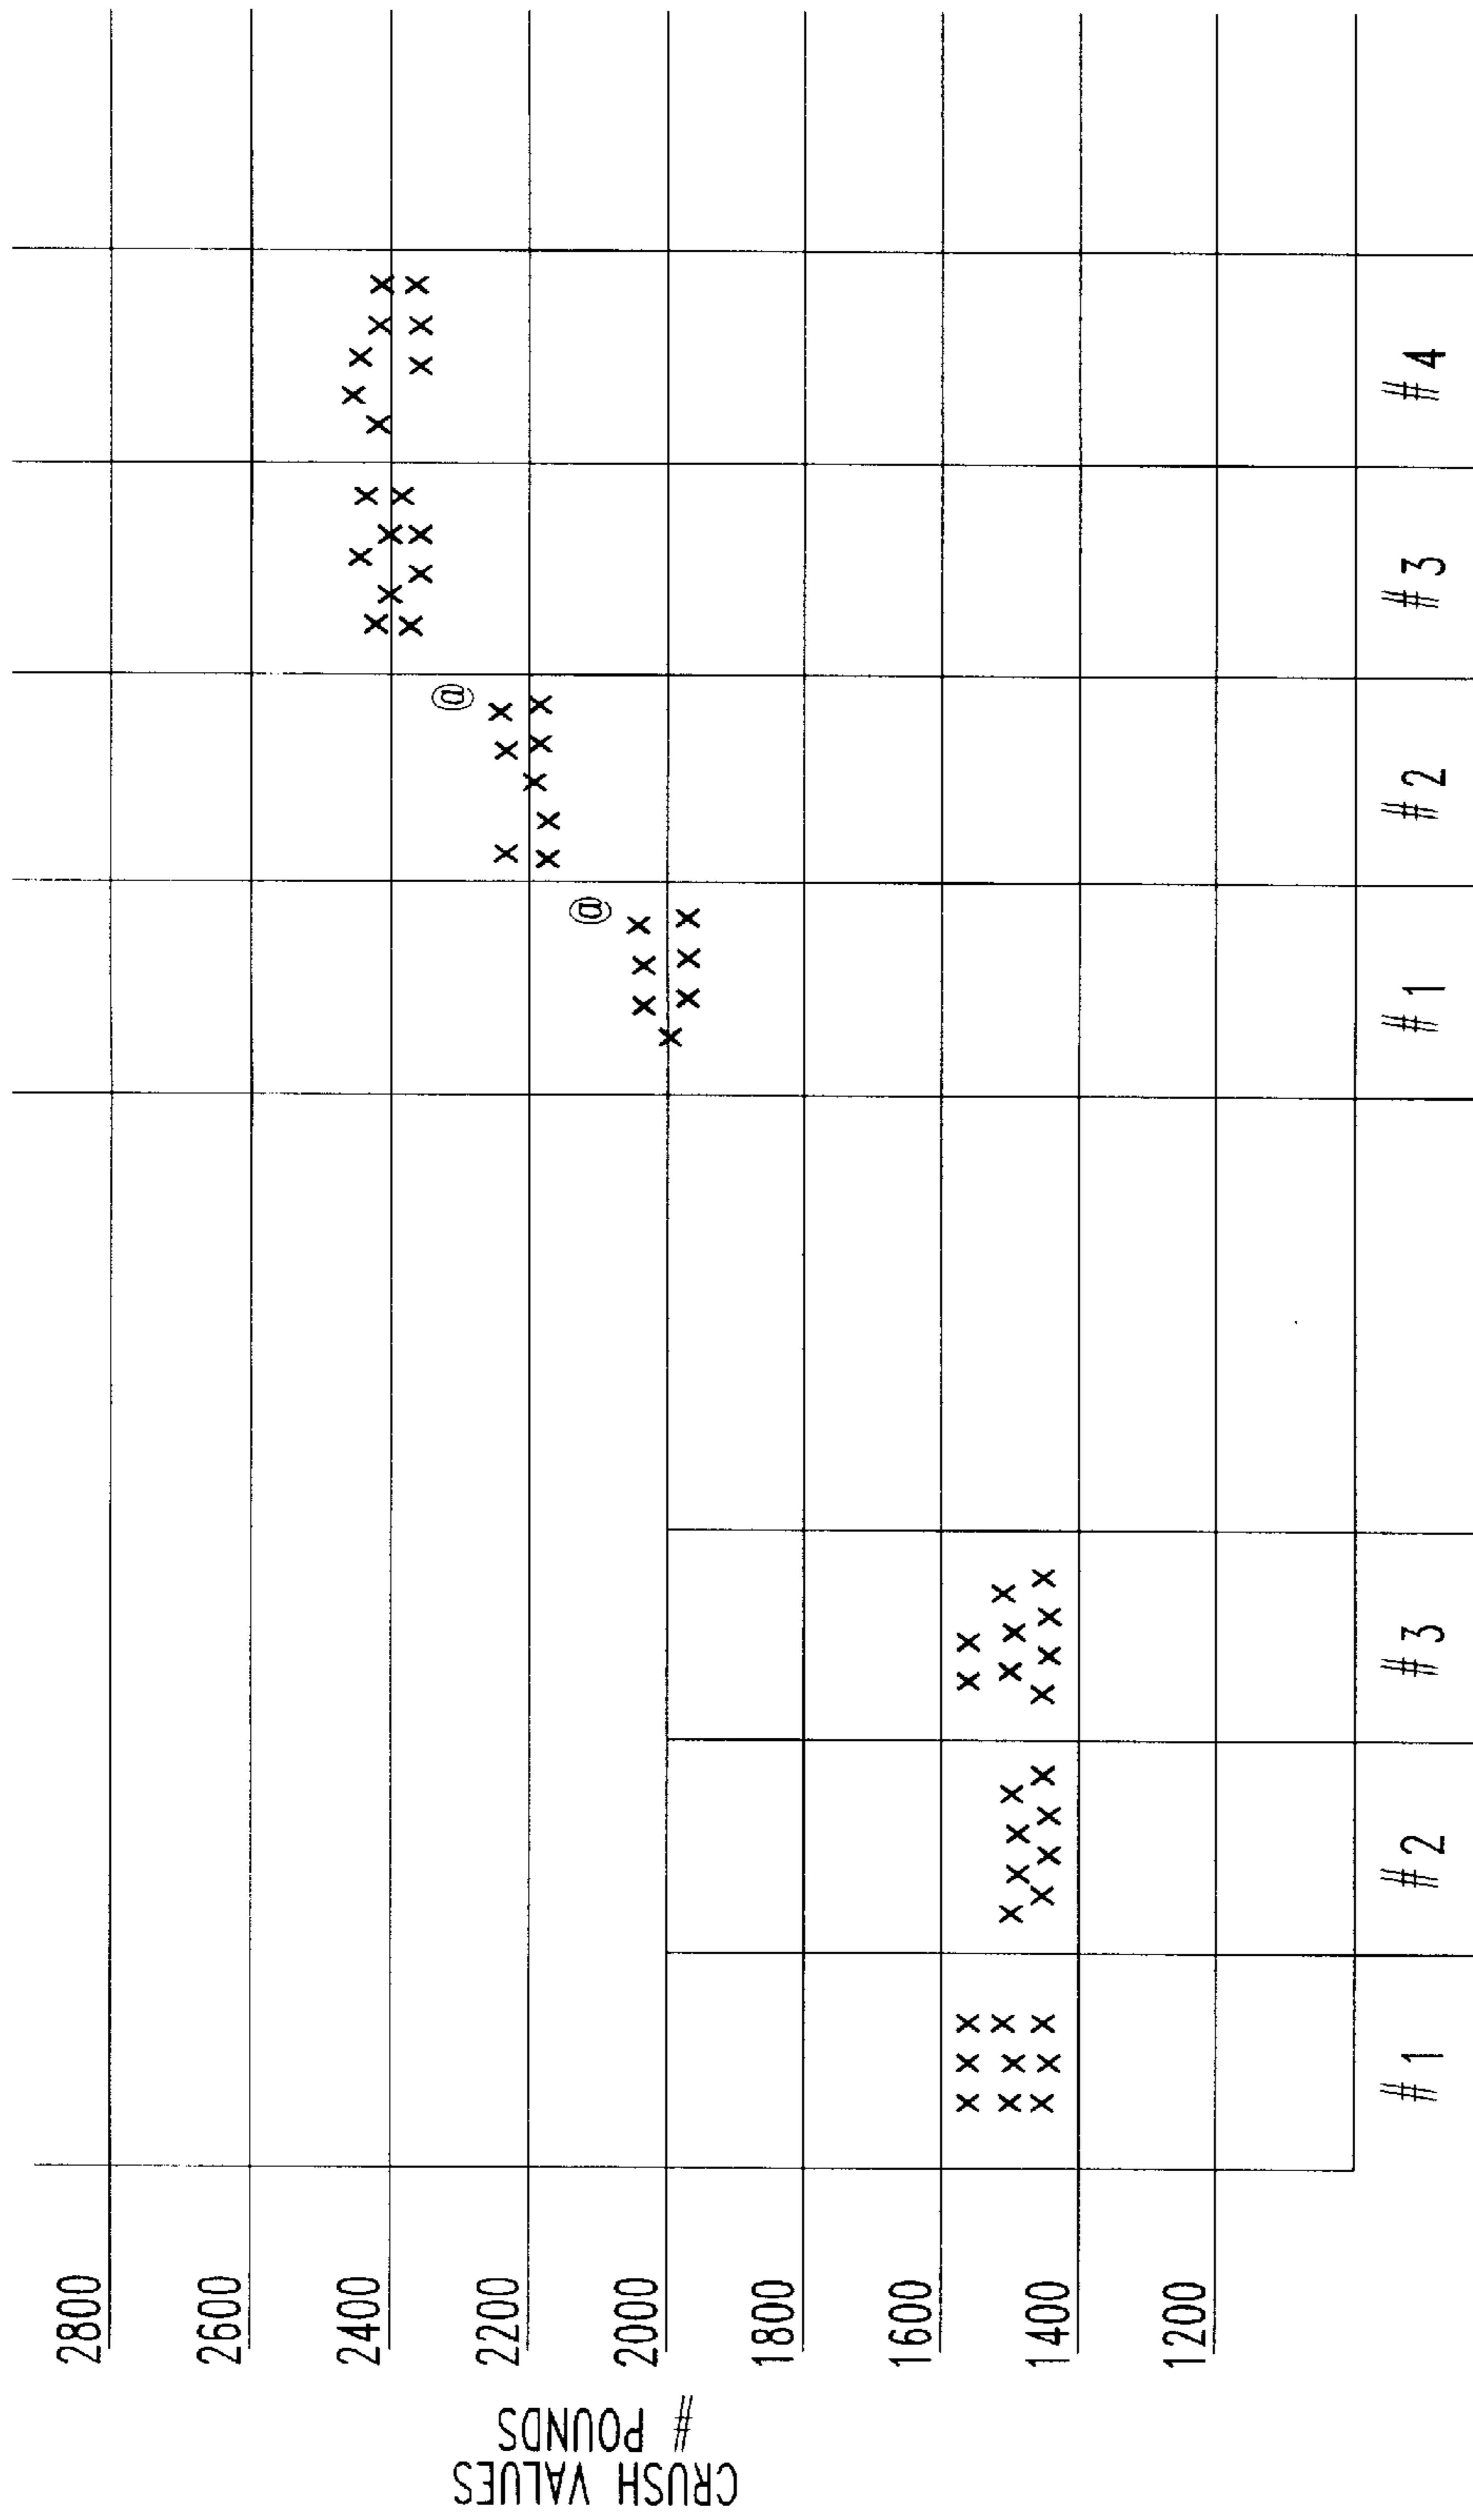 CRUSH VALUES
# POUNDS
2800
2600
2400
2200
2000
1800
1600
1400
1200
X X X X X X X X X
X X X X X X X X
X X X X X X X X X
@
X X X X X X X
@
X X X X X X X X
X X X X X X X X X
X X X X X X X X
#1 #2 #3 #1 #2 #3 #4